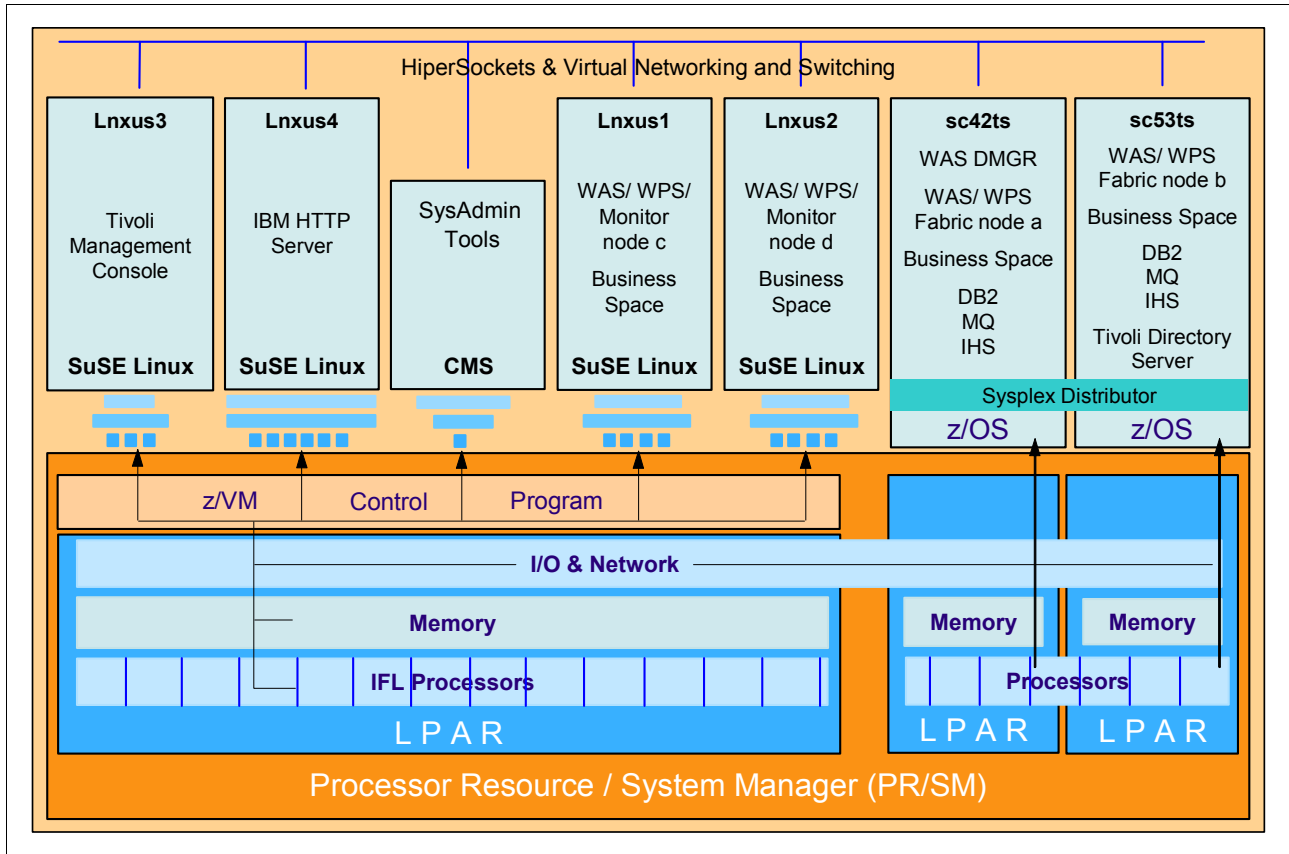 HiperSockets & Virtual Networking and Switching
Lnxus3
Tivoli
Management
Console
SuSE Linux
Lnxus4
IBM HTTP
Server
SuSE Linux
SysAdmin
Tools
CMS
Lnxus1
WAS/ WPS/
Monitor
node c
Business
Space
SuSE Linux
Lnxus2
WAS/ WPS/
Monitor
node d
Business
Space
SuSE Linux
sc42ts
WAS DMGR
WAS/ WPS
Fabric node a
Business Space
DB2
MQ
IHS
sc53ts
WAS/ WPS
Fabric node b
Business Space
DB2
MQ
IHS
Tivoli Directory
Server
Sysplex Distributor
z/OS
z/OS
z/VM Control Program
I/O & Network
Memory
Memory
Memory
IFL Processors
Processors
LPAR
LPAR
LPAR
Processor Resource / System Manager (PR/SM)